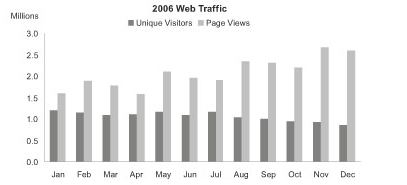 2006 Web Traffic
Millions
Unique Visitors Page Views
3.0
2.5
2.0
1.5
1.0
0.5
0.0
Jan Feb Mar Apr May Jun Jul Aug Sep Oct Nov Dec